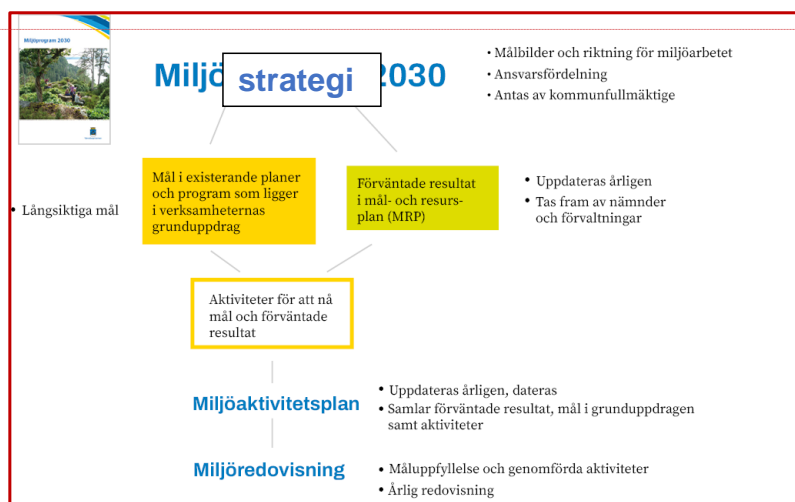 Miljöprogram 2030
Miljö strategi 2030
• Målbilder och riktning för miljöarbetet
• Ansvarsfördelning
• Antas av kommunfullmäktige
• Långsiktiga mål
Mål i existerande planer
och program som ligger
i verksamheternas
grunduppdrag
Förväntade resultat
i mål- och resurs-
plan (MRP)
• Uppdateras årligen
• Tas fram av nämnder
och förvaltningar
Aktiviteter för att nå
mål och förväntade
resultat
Miljöaktivitetsplan
• Uppdateras årligen, dateras
• Samlar förväntade resultat, mål i grunduppdragen
samt aktiviteter
Miljöredovisning
• Måluppfyllelse och genomförda aktiviteter
• Årlig redovisning